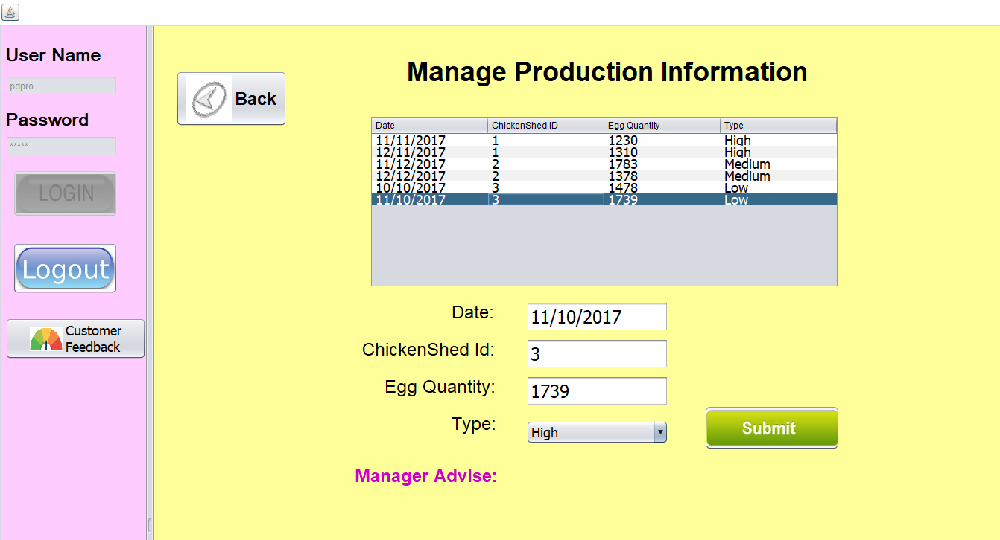 User Name
pdpro
Password
*****
LOGIN
Logout
Customer
Feedback
Back
Manage Production Information
Date ChickenShed ID Egg Quantity Type
11/11/2017 1 1230 High
12/11/2017 1 1310 High
11/12/2017 2 1783 Medium
12/12/2017 2 1378 Medium
10/10/2017 3 1478 Low
11/10/2017 3 1739 Low
Date: 11/10/2017
ChickenShed Id: 3
Egg Quantity: 1739
Type: High
Submit
Manager Advise: